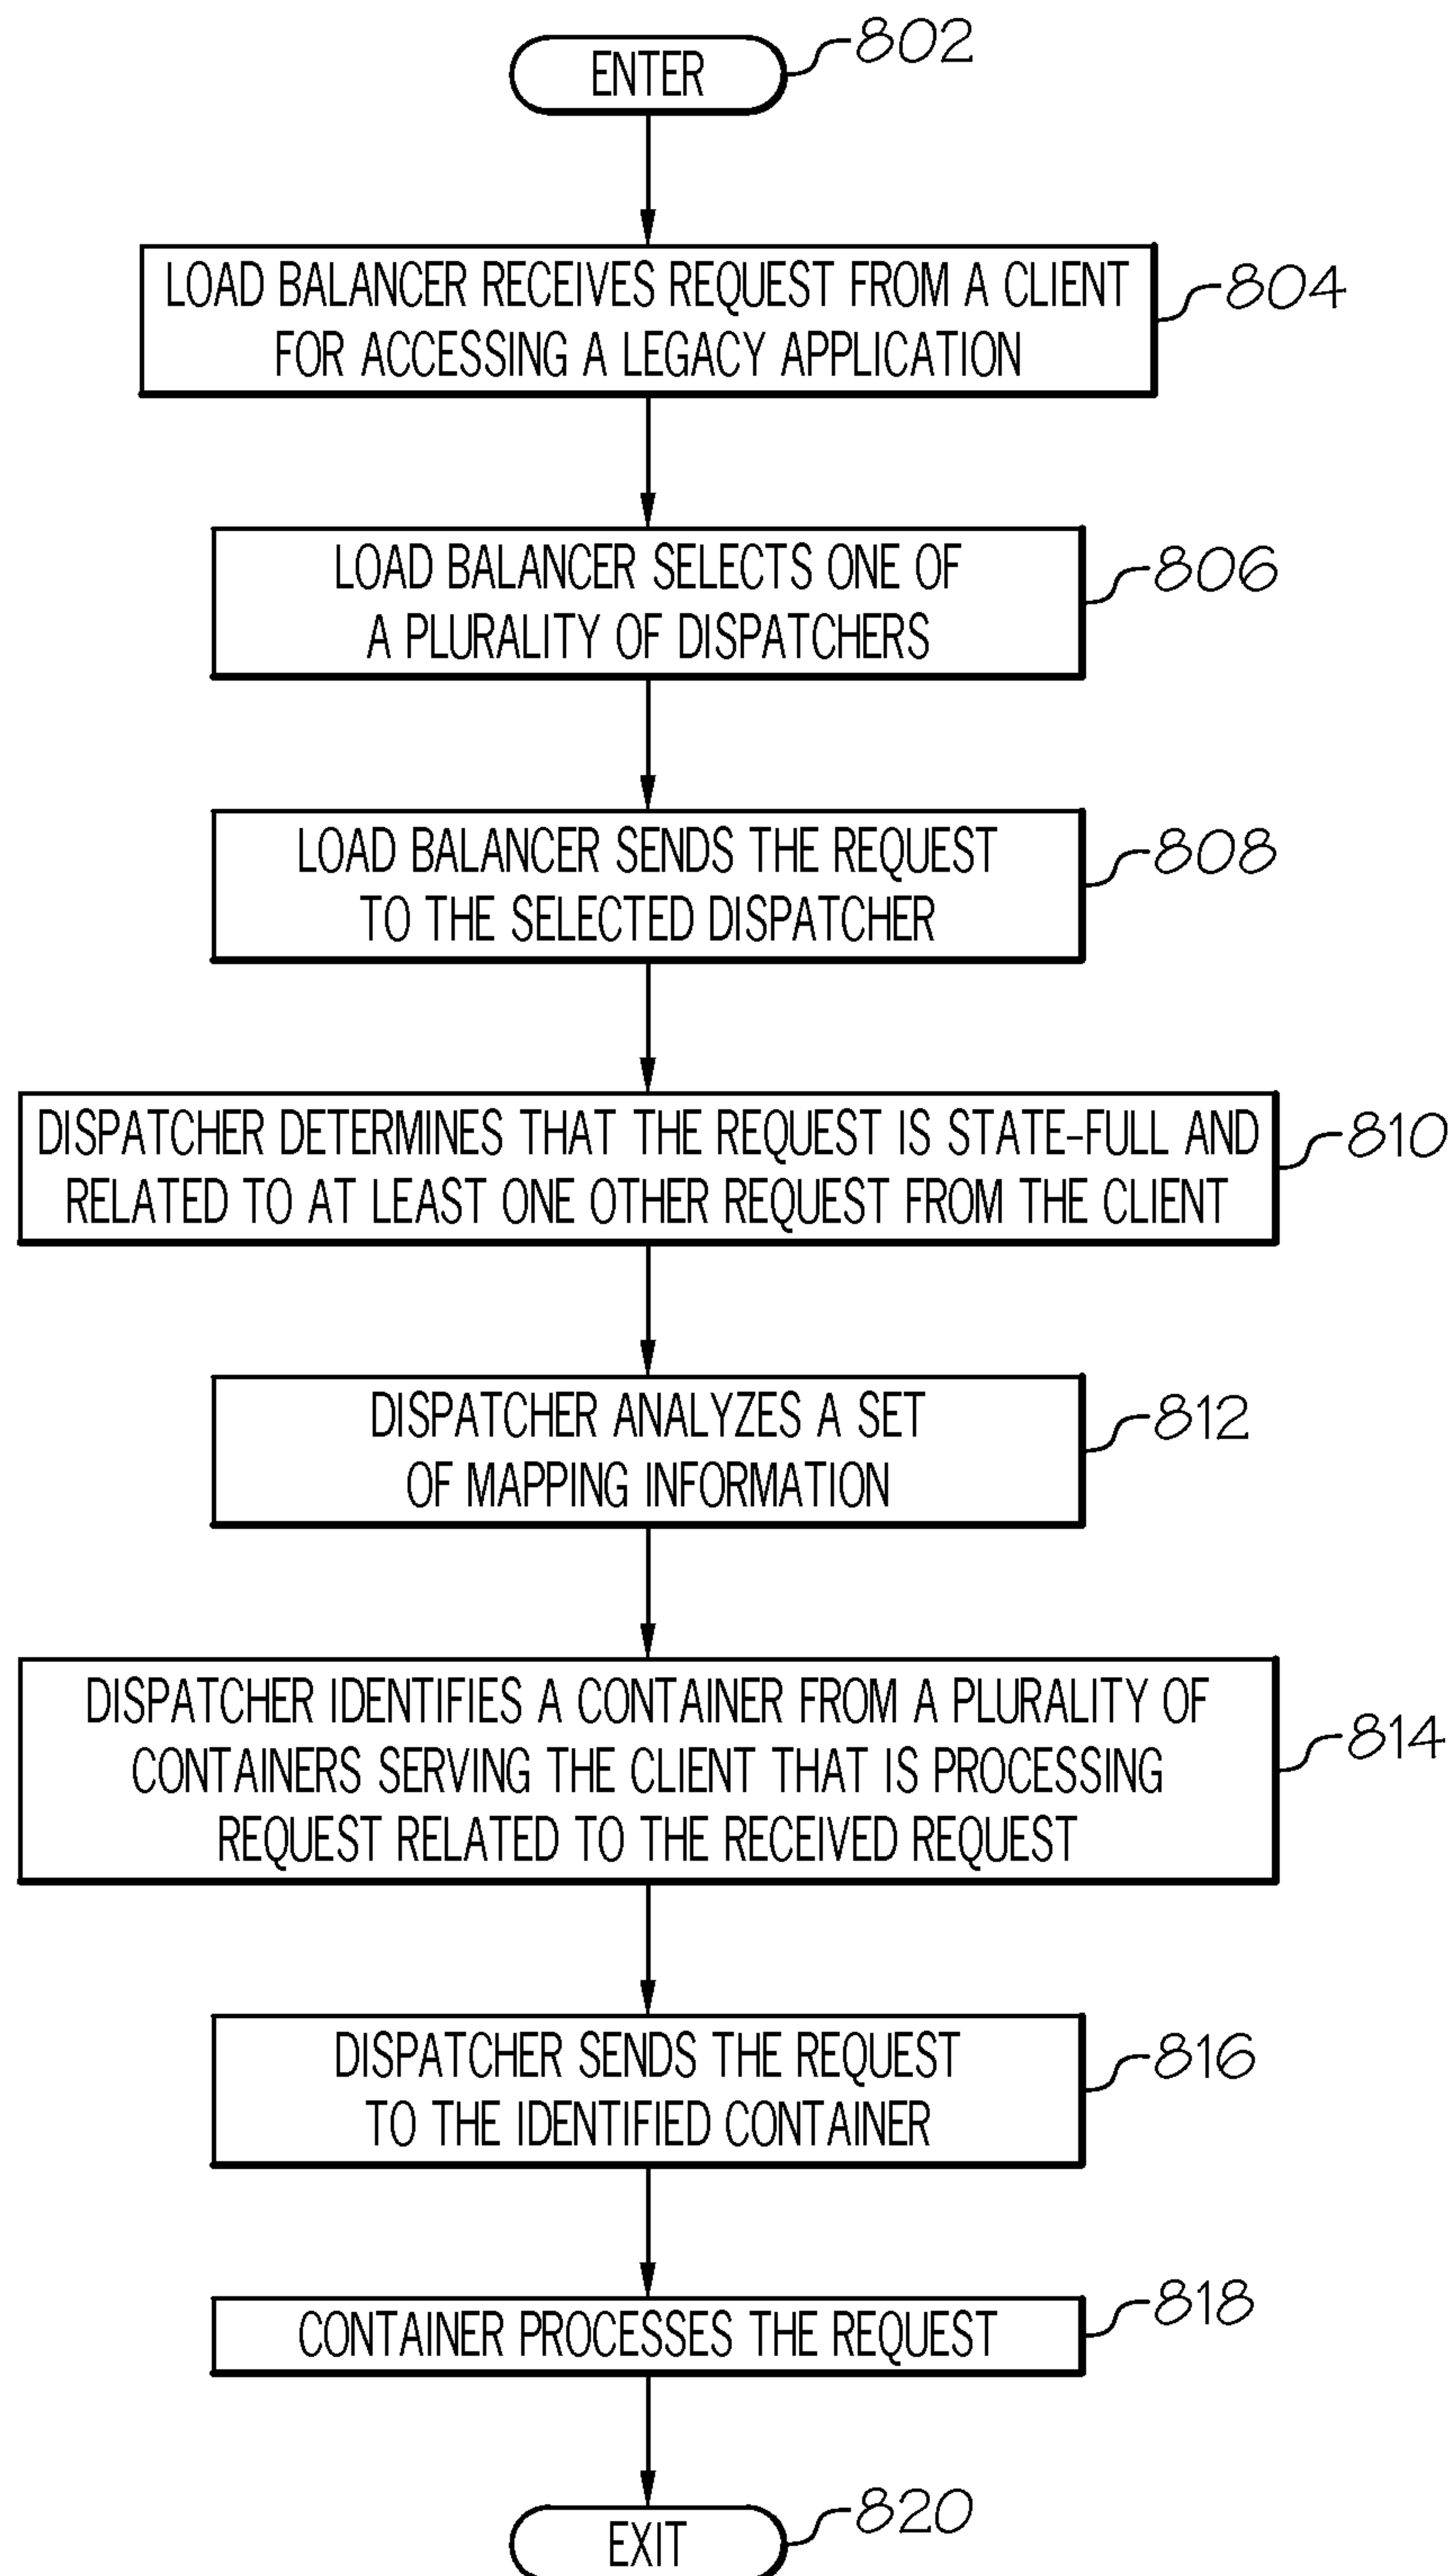 ENTER
802
LOAD BALANCER RECEIVES REQUEST FROM A CLIENT
FOR ACCESSING A LEGACY APPLICATION
804
LOAD BALANCER SELECTS ONE OF
A PLURALITY OF DISPATCHERS
806
LOAD BALANCER SENDS THE REQUEST
TO THE SELECTED DISPATCHER
808
DISPATCHER DETERMINES THAT THE REQUEST IS STATE-FULL AND
RELATED TO AT LEAST ONE OTHER REQUEST FROM THE CLIENT
810
DISPATCHER ANALYZES A SET
OF MAPPING INFORMATION
812
DISPATCHER IDENTIFIES A CONTAINER FROM A PLURALITY OF
CONTAINERS SERVING THE CLIENT THAT IS PROCESSING
REQUEST RELATED TO THE RECEIVED REQUEST
814
DISPATCHER SENDS THE REQUEST
TO THE IDENTIFIED CONTAINER
816
CONTAINER PROCESSES THE REQUEST
818
EXIT
820